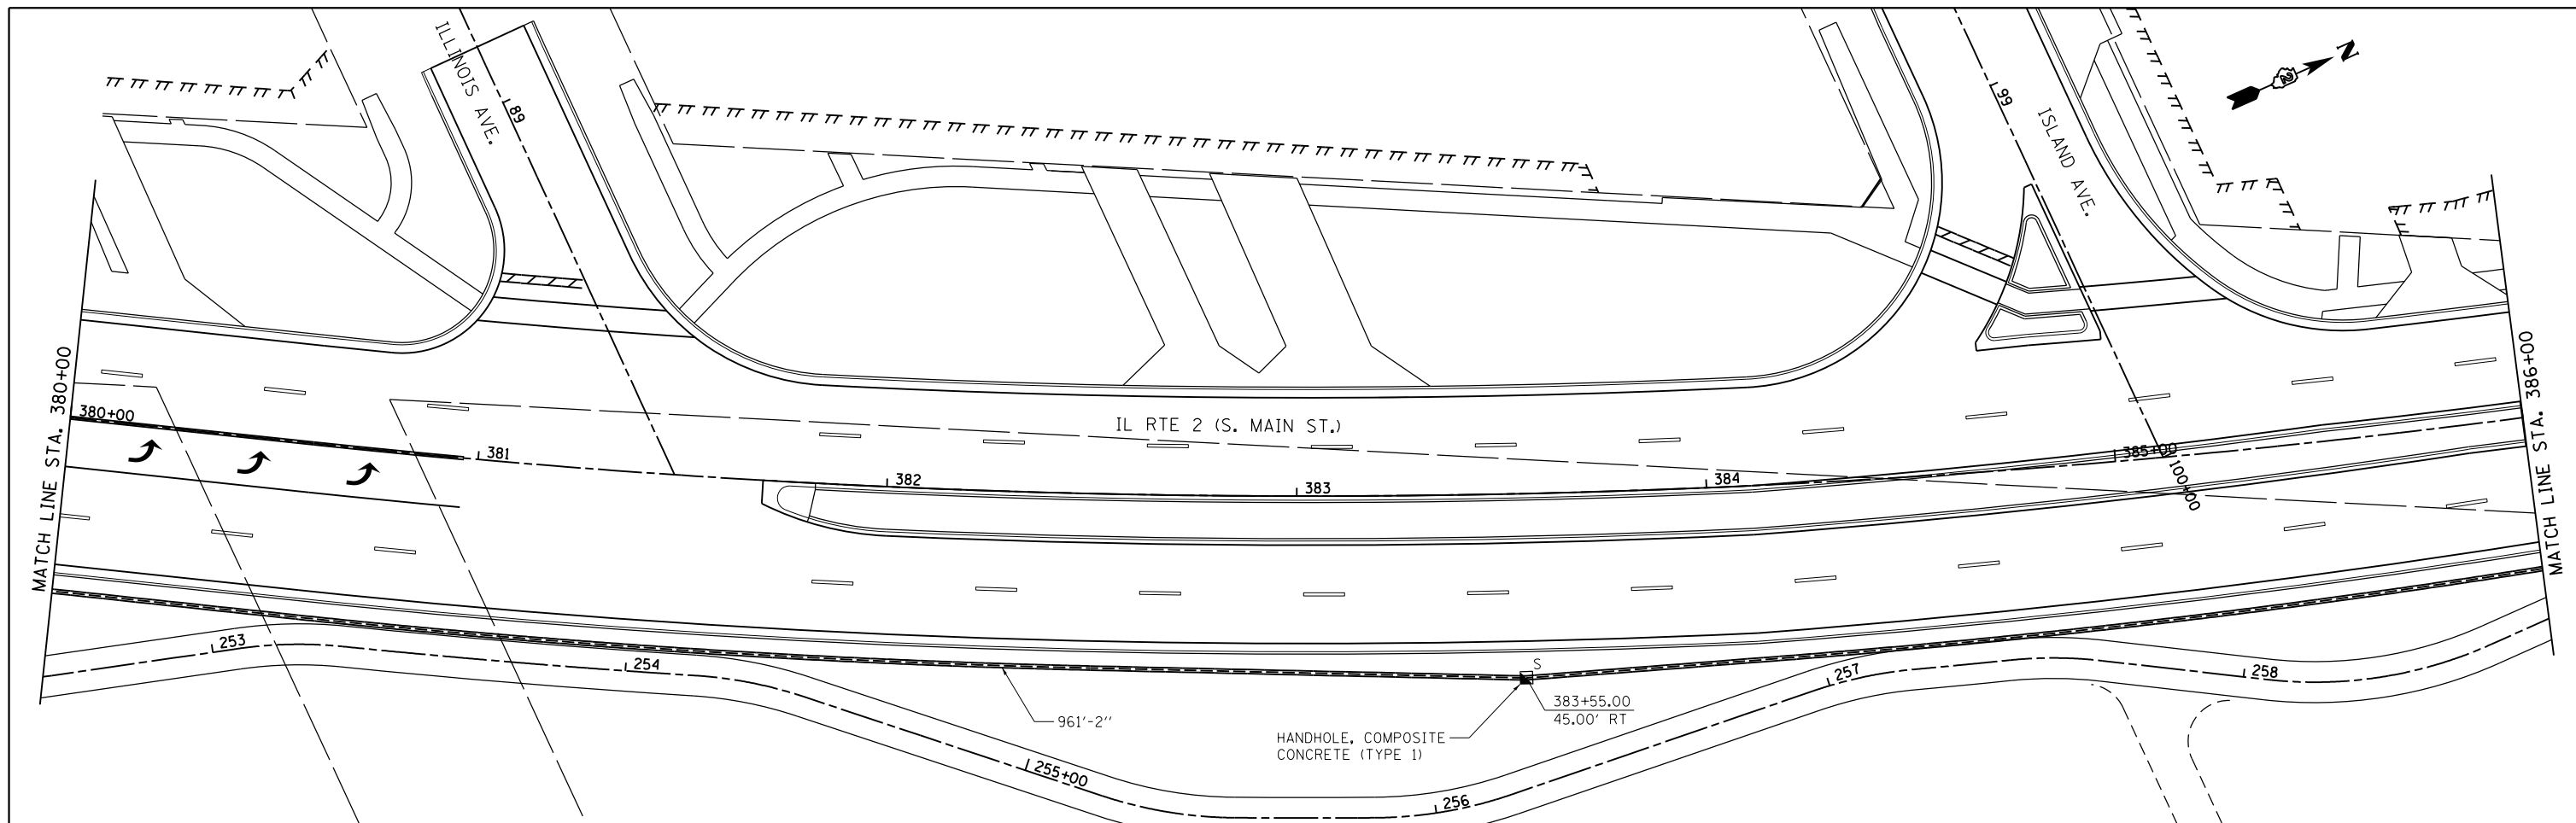 ILLINOIS AVE.
89
99
ISLAND AVE.
N
2
MATCH LINE STA. 380+00
380+00
381
382
383
384
385+00
100+00
IL RTE 2 (S. MAIN ST.)
MATCH LINE STA. 386+00
253
254
255+00
256
257
258
961'-2''
S
383+55.00
45.00' RT
HANDHOLE, COMPOSITE
CONCRETE (TYPE 1)